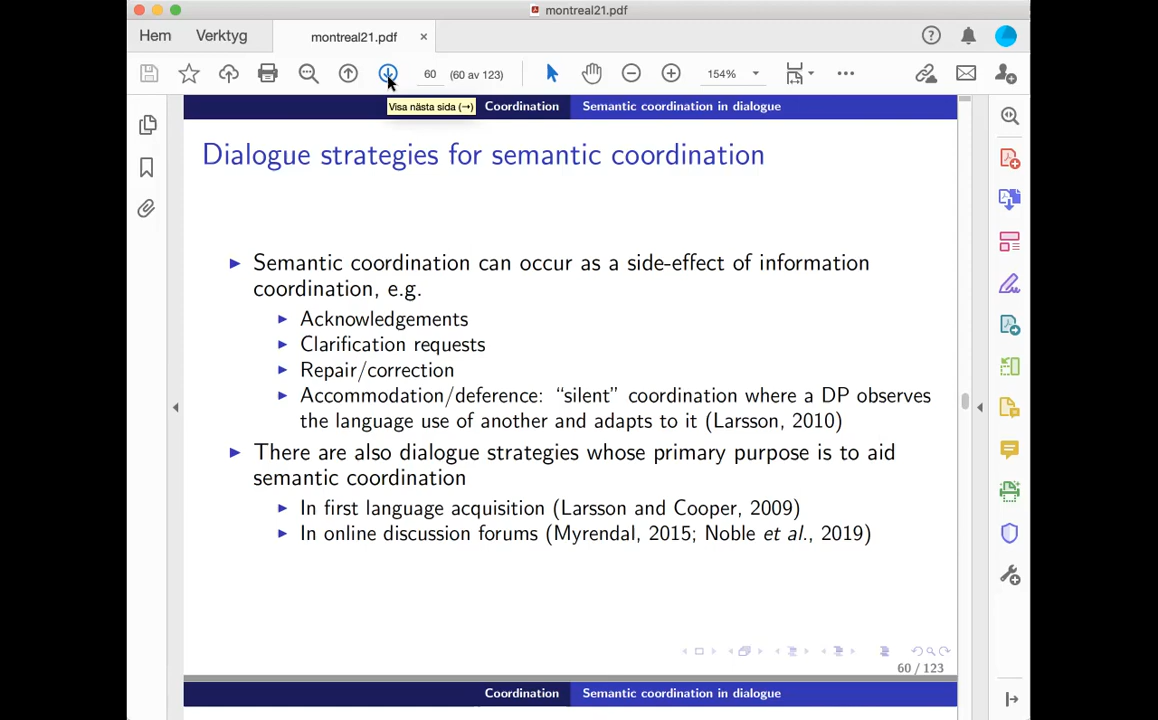 montreal21.pdf
Hem
Verktyg
montreal21.pdf
60
(60 av 123)
154%
Visa nästa sida (→)
Coordination
Semantic coordination in dialogue
Dialogue strategies for semantic coordination
Semantic coordination can occur as a side-effect of information
coordination, e.g.
Acknowledgements
Clarification requests
Repair/correction
Accommodation/deference: “silent” coordination where a DP observes
the language use of another and adapts to it (Larsson, 2010)
There are also dialogue strategies whose primary purpose is to aid
semantic coordination
In first language acquisition (Larsson and Cooper, 2009)
In online discussion forums (Myrendal, 2015; Noble et al., 2019)
60 / 123
Coordination
Semantic coordination in dialogue